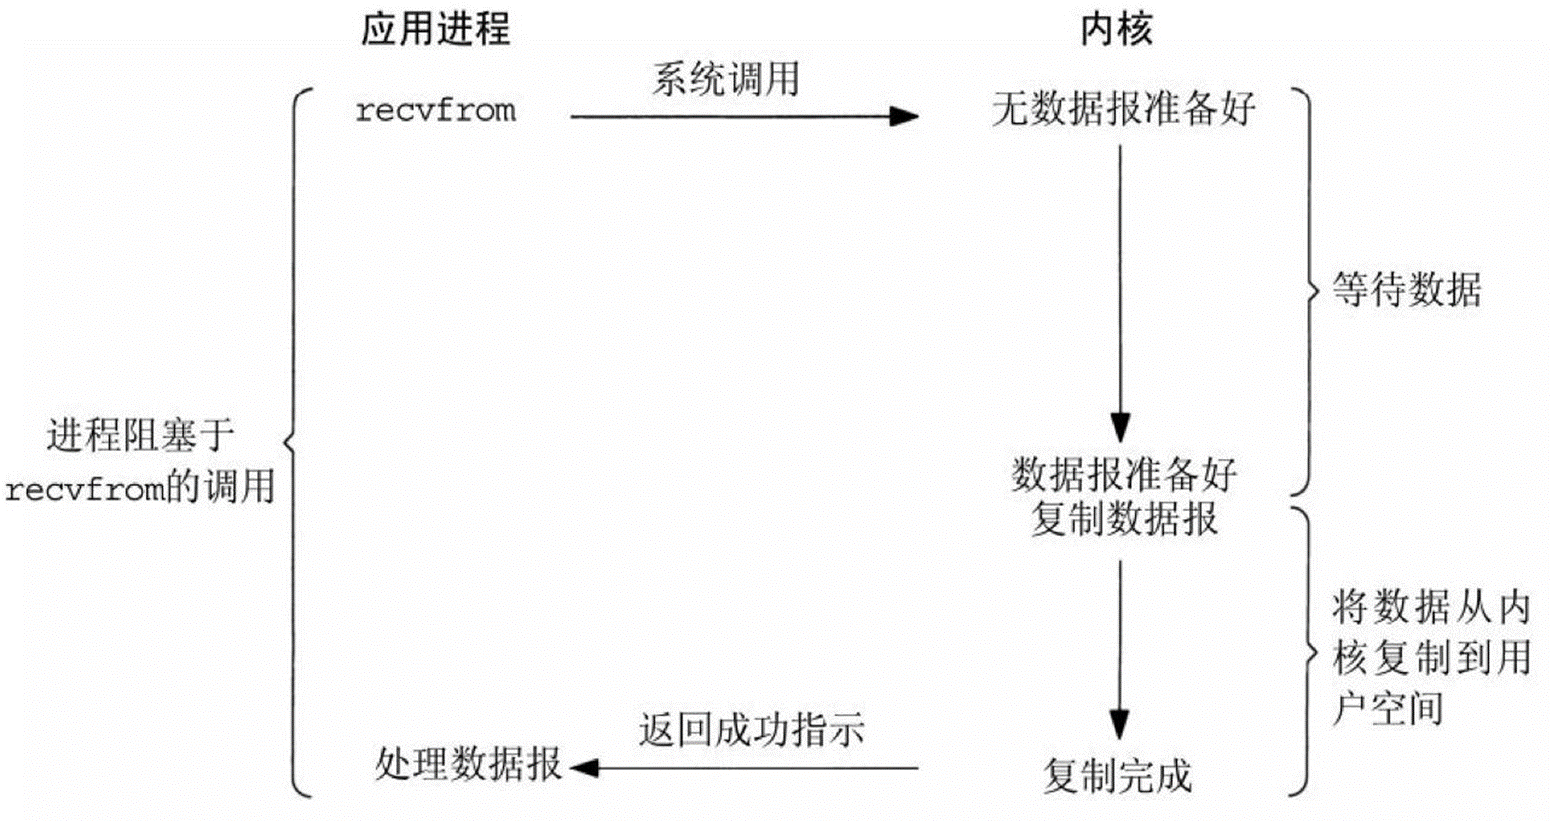 应用进程
内核
系统调用
recvfrom
无数据报准备好
等待数据
进程阻塞于
recvfrom的调用
数据报准备好
复制数据报
将数据从内
核复制到用
户空间
返回成功指示
处理数据报
复制完成